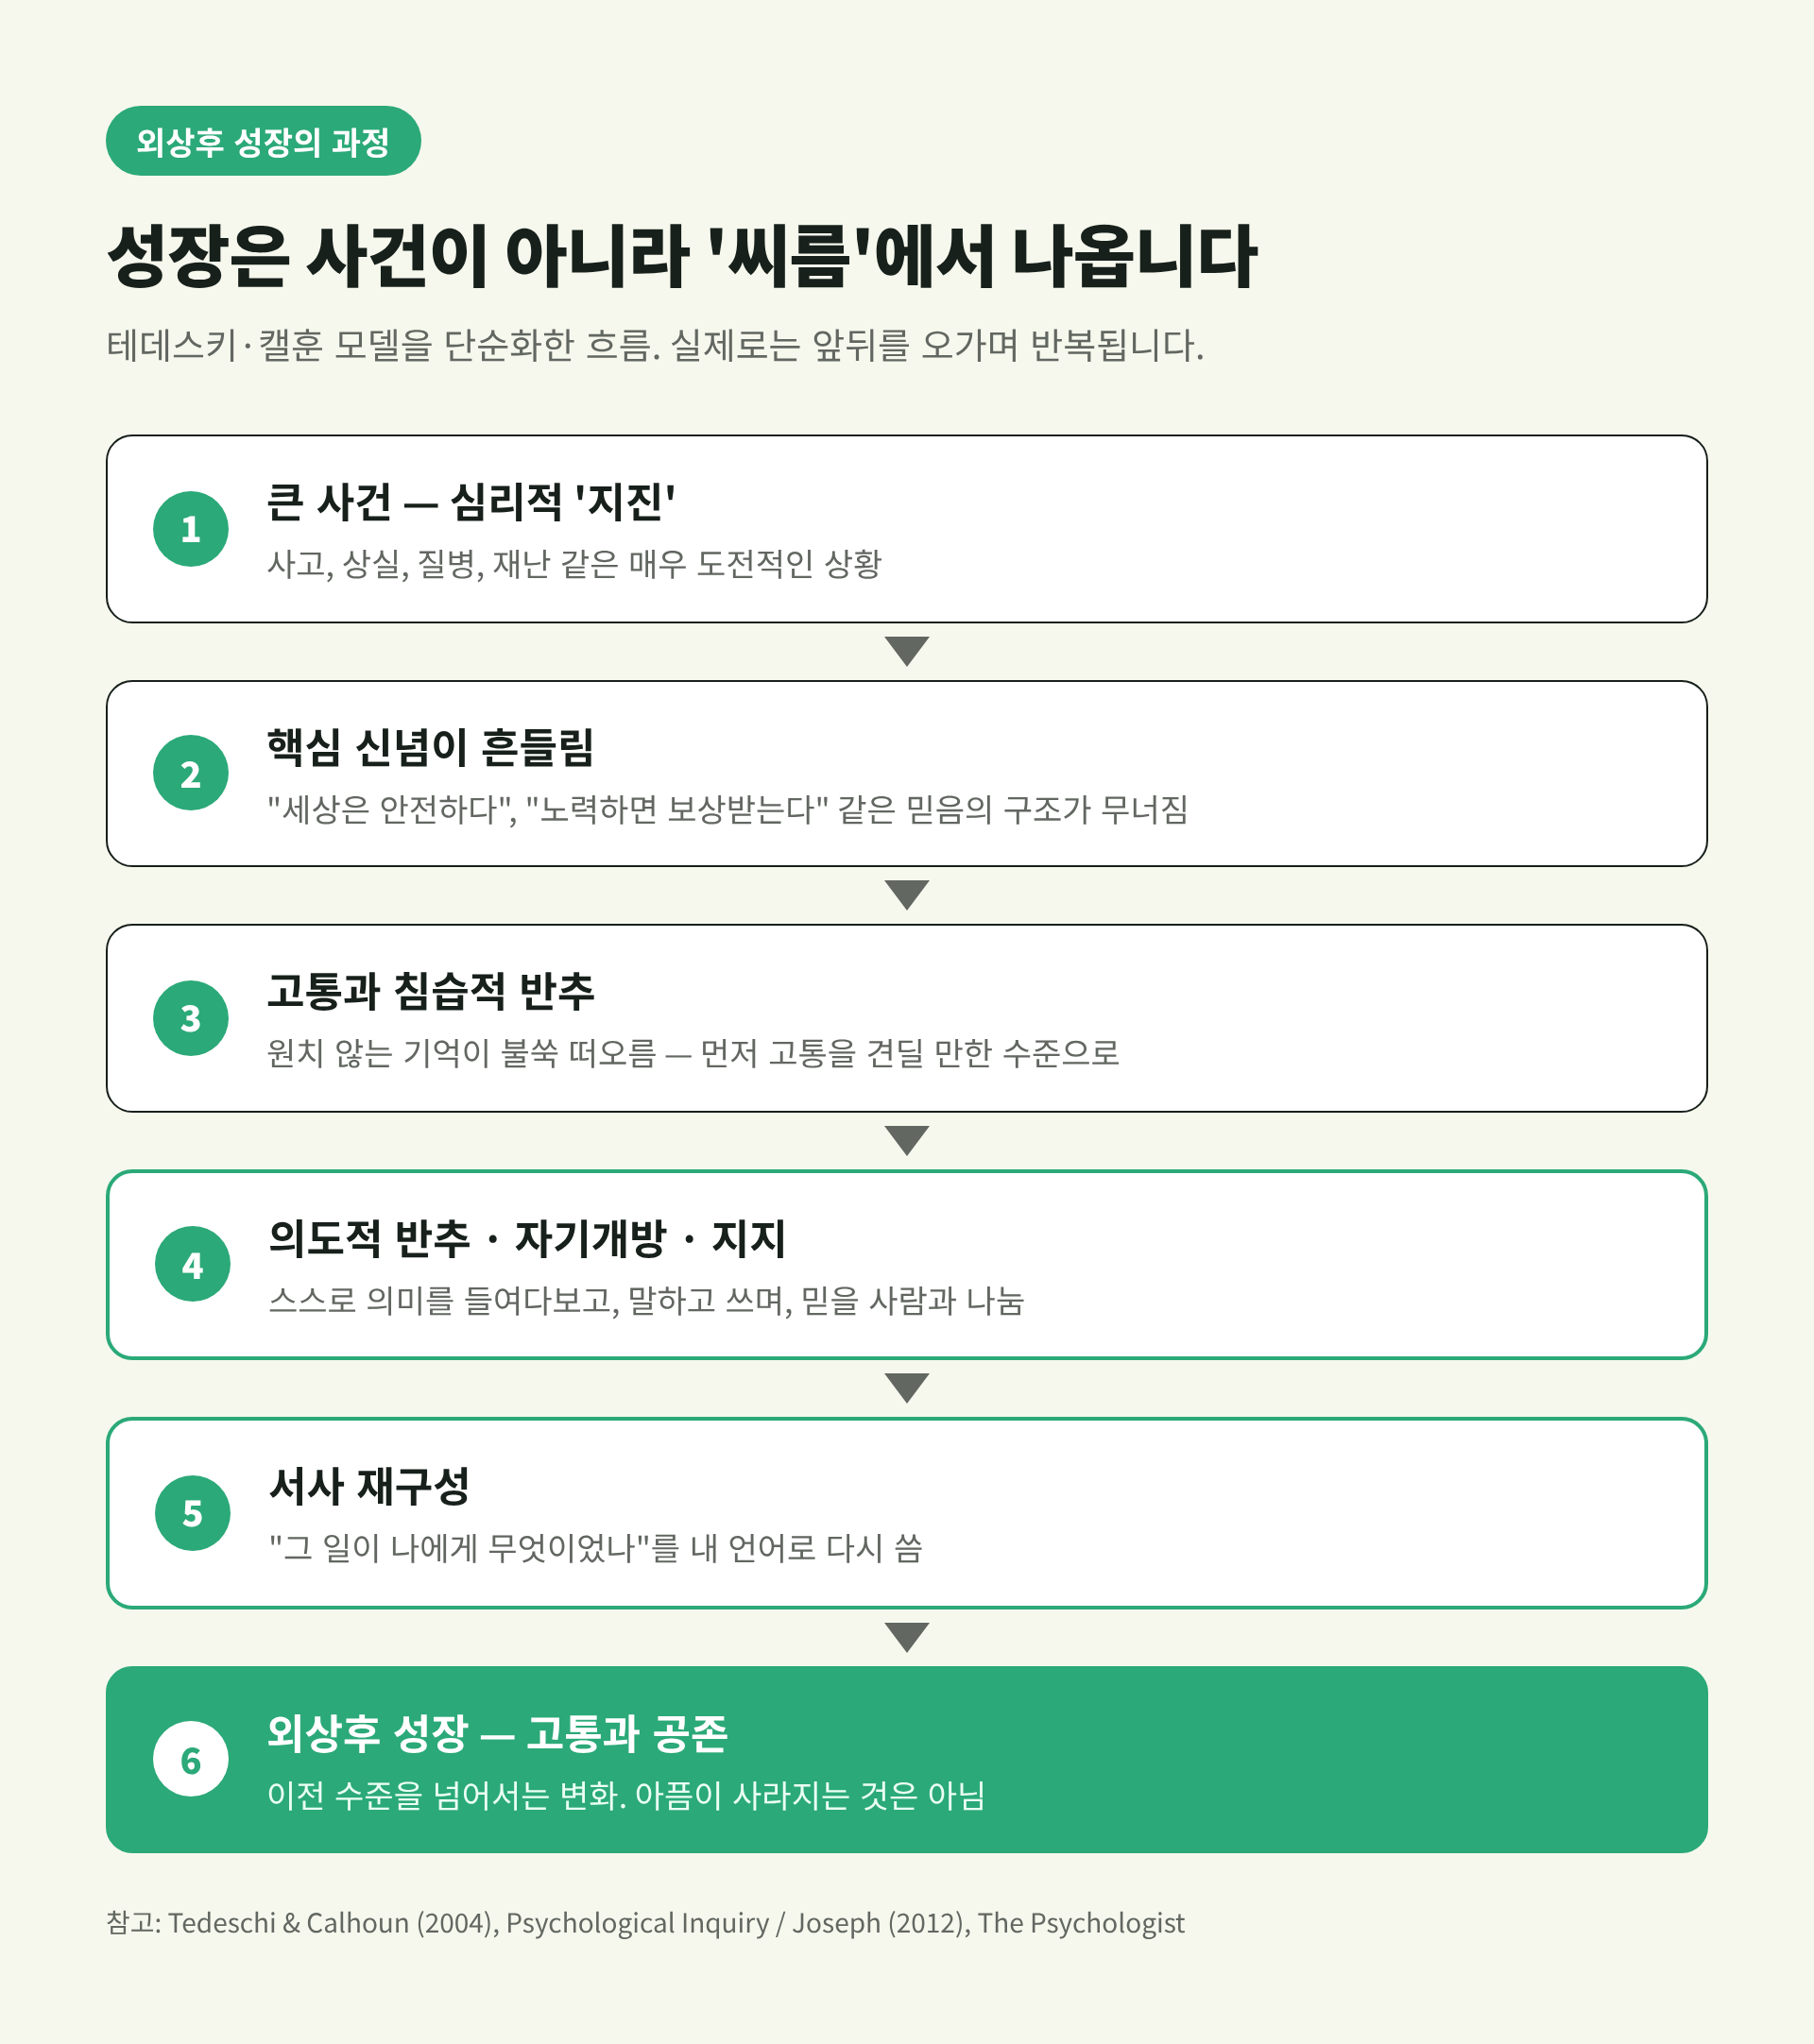 외상후 성장의 과정
성장은 사건이 아니라 '씨름'에서 나옵니다
테데스키·캘훈 모델을 단순화한 흐름. 실제로는 앞뒤를 오가며 반복됩니다.
1
큰 사건 — 심리적 '지진'
사고, 상실, 질병, 재난 같은 매우 도전적인 상황
2
핵심 신념이 흔들림
"세상은 안전하다", "노력하면 보상받는다" 같은 믿음의 구조가 무너짐
3
고통과 침습적 반추
원치 않는 기억이 불쑥 떠오름 — 먼저 고통을 견딜 만한 수준으로
4
의도적 반추 · 자기개방 · 지지
스스로 의미를 들여다보고, 말하고 쓰며, 믿을 사람과 나눔
5
서사 재구성
"그 일이 나에게 무엇이었나"를 내 언어로 다시 씀
6
외상후 성장 — 고통과 공존
이전 수준을 넘어서는 변화. 아픔이 사라지는 것은 아님
참고: Tedeschi & Calhoun (2004), Psychological Inquiry / Joseph (2012), The Psychologist